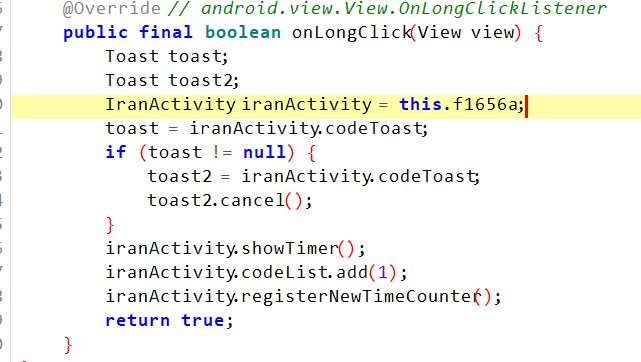 @Override // android.view.View.OnLongClickListener
public final boolean onLongClick(View view) {
Toast toast;
Toast toast2;
IranActivity iranActivity = this.f1656a;
toast = iranActivity.codeToast;
if (toast != null) {
toast2 = iranActivity.codeToast;
toast2.cancel();
}
iranActivity.showTimer();
iranActivity.codeList.add(1);
iranActivity.registerNewTimeCounter();
return true;
}